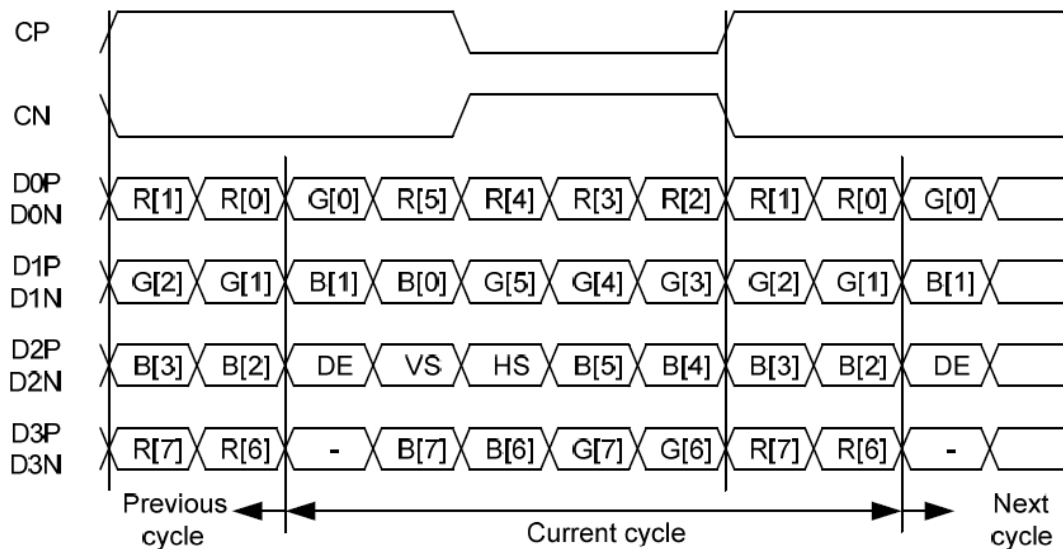 CP
CN
D0P
D0N
R[1] R[0] G[0] R[5] R[4] R[3] R[2] R[1] R[0] G[0]
D1P
D1N
G[2] G[1] B[1] B[0] G[5] G[4] G[3] G[2] G[1] B[1]
D2P
D2N
B[3] B[2] DE VS HS B[5] B[4] B[3] B[2] DE
D3P
D3N
R[7] R[6] - B[7] B[6] G[7] G[6] R[7] R[6] -
Previous
cycle
Current cycle
Next
cycle